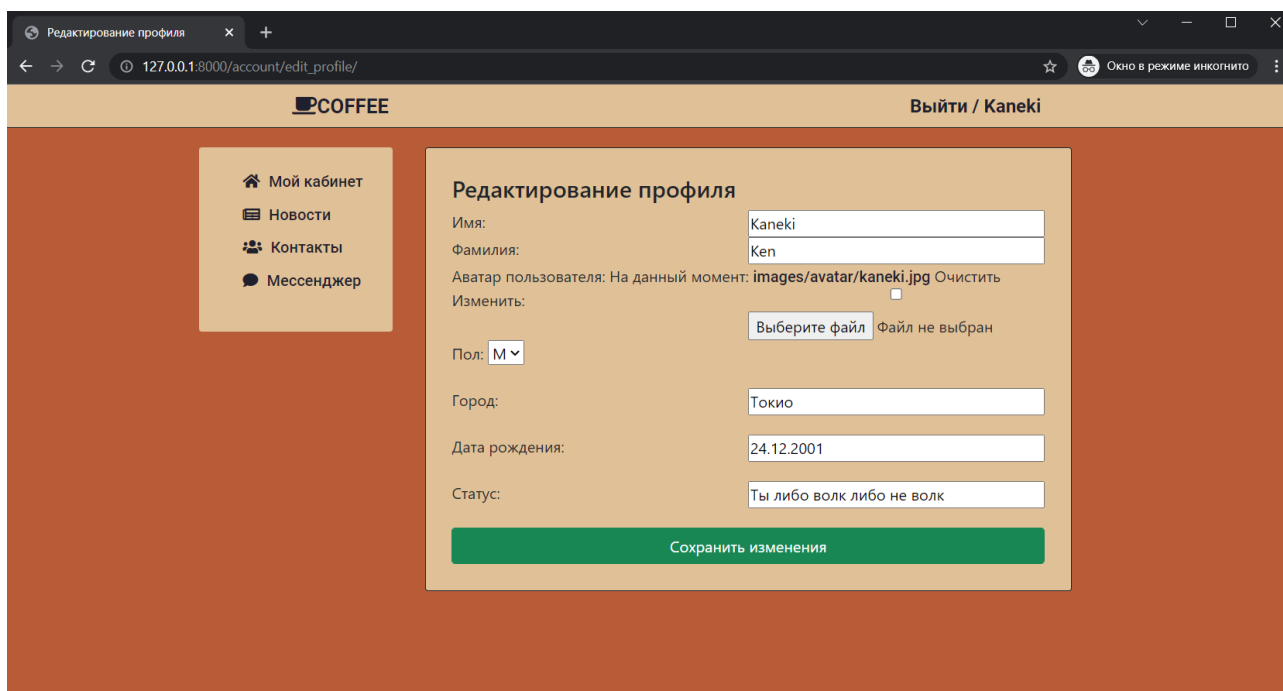 Редактирование профиля
127.0.0.1:8000/account/edit_profile/
Окно в режиме инкогнито
COFFEE
Выйти / Kaneki
Мой кабинет
Новости
Контакты
Мессенджер
Редактирование профиля
Имя: Kaneki
Фамилия: Ken
Аватар пользователя: На данный момент: images/avatar/kaneki.jpg Очистить
Изменить:
Выберите файл Файл не выбран
Пол: М
Город: Токио
Дата рождения: 24.12.2001
Статус: Ты либо волк либо не волк
Сохранить изменения